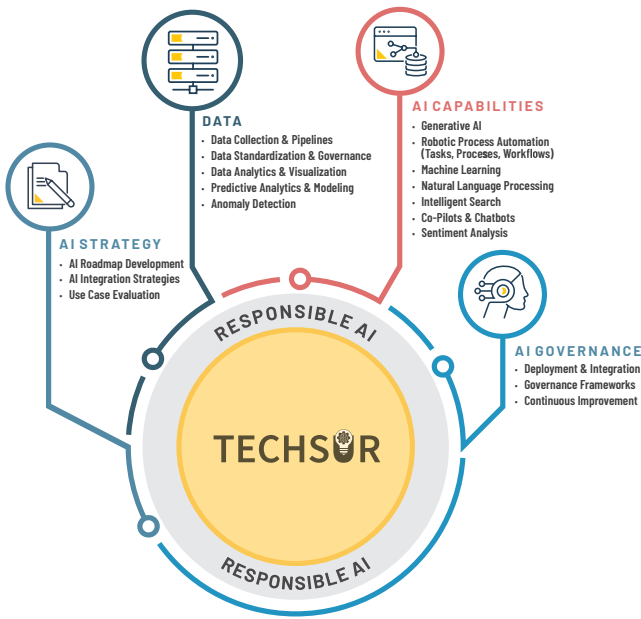 DATA
• Data Collection & Pipelines
• Data Standardization & Governance
• Data Analytics & Visualization
• Predictive Analytics & Modeling
• Anomaly Detection
AI CAPABILITIES
• Generative AI
• Robotic Process Automation
(Tasks, Processes, Workflows)
• Machine Learning
• Natural Language Processing
• Intelligent Search
• Co-Pilots & Chatbots
• Sentiment Analysis
AI STRATEGY
• AI Roadmap Development
• AI Integration Strategies
• Use Case Evaluation
AI GOVERNANCE
• Deployment & Integration
• Governance Frameworks
• Continuous Improvement
RESPONSIBLE AI
TECHSUR
RESPONSIBLE AI